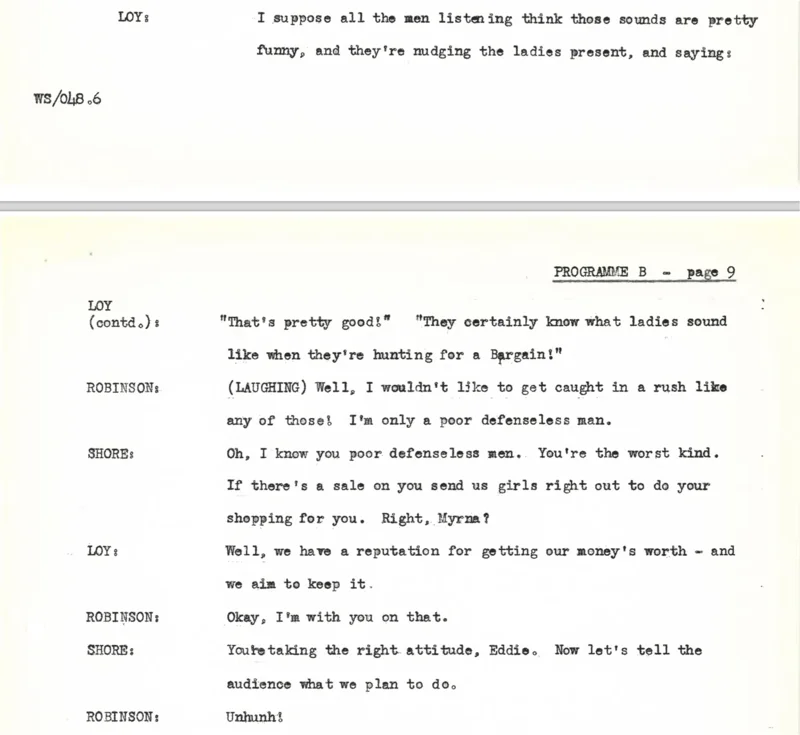 LOY: I suppose all the men listening think those sounds are pretty
funny, and they're nudging the ladies present, and saying:
WS/048.6
PROGRAMME B - page 9
LOY
(contd.): "That's pretty good!" "They certainly know what ladies sound
like when they're hunting for a Bargain!"
ROBINSON: (LAUGHING) Well, I wouldn't like to get caught in a rush like
any of those! I'm only a poor defenseless man.
SHORE: Oh, I know you poor defenseless men. You're the worst kind.
If there's a sale on you send us girls right out to do your
shopping for you. Right, Myrna?
LOY: Well, we have a reputation for getting our money's worth - and
we aim to keep it.
ROBINSON: Okay, I'm with you on that.
SHORE: You're taking the right attitude, Eddie. Now let's tell the
audience what we plan to do.
ROBINSON: Unhunh!